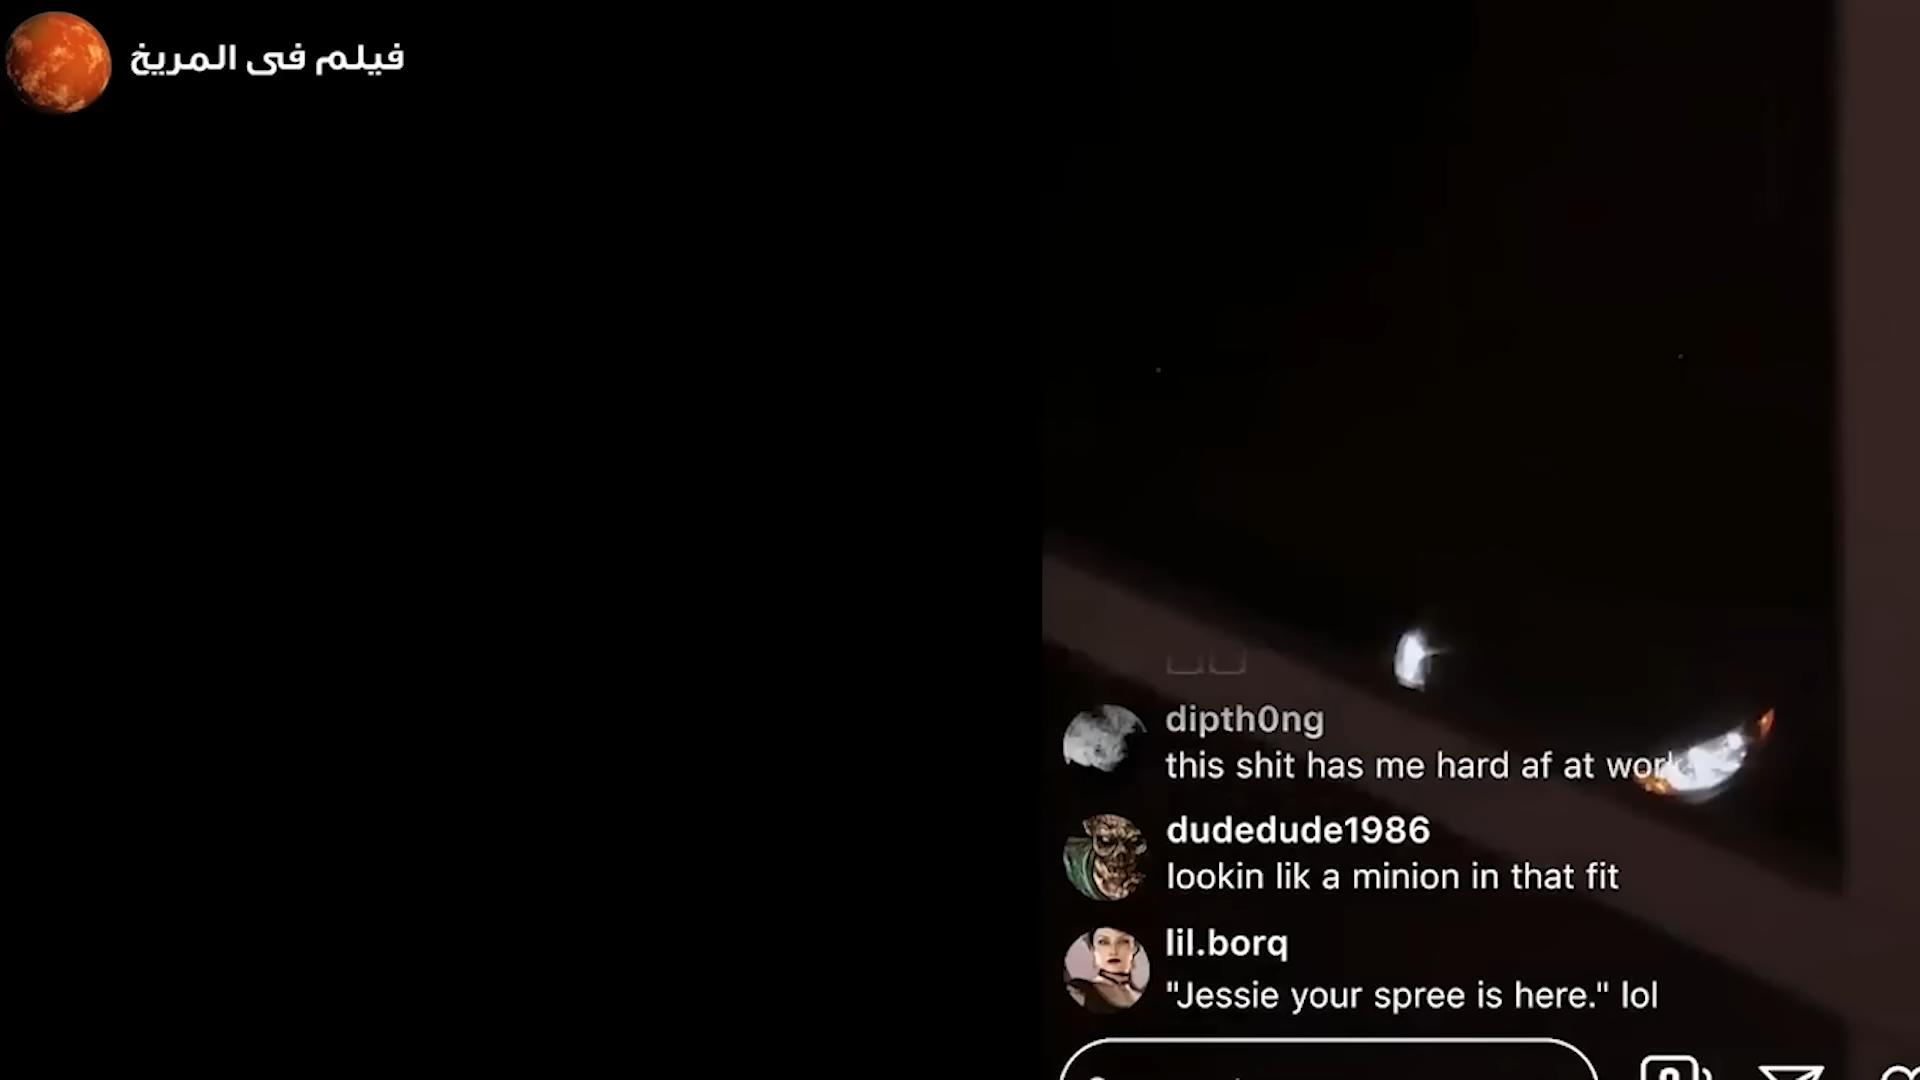 فيلم فى المريخ
dipth0ng
this shit has me hard af at work
dudedude1986
lookin lik a minion in that fit
lil.borq
"Jessie your spree is here." lol